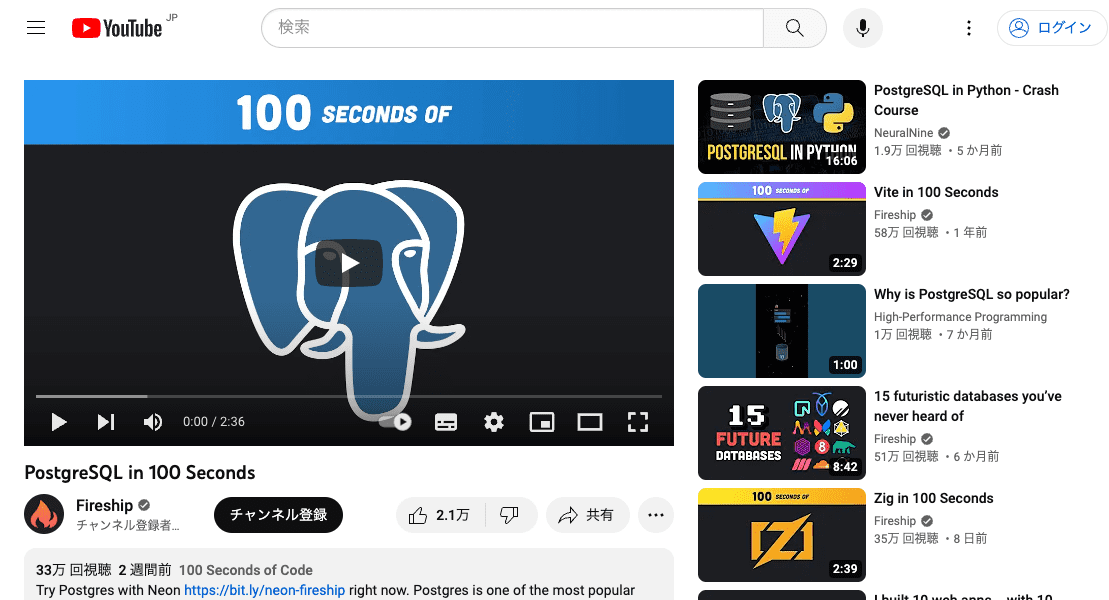 YouTube JP
検索
ログイン
100 SECONDS OF
0:00 / 2:36
PostgreSQL in 100 Seconds
Fireship
チャンネル登録者...
チャンネル登録
2.1万
共有
33万 回視聴 2 週間前 100 Seconds of Code
Try Postgres with Neon https://bit.ly/neon-fireship right now. Postgres is one of the most popular
POSTGRESQL IN PYTHON
16:06
PostgreSQL in Python - Crash
Course
NeuralNine
1.9万 回視聴 ・5 か月前
100 SECONDS OF
2:29
Vite in 100 Seconds
Fireship
58万 回視聴 ・1 年前
1:00
Why is PostgreSQL so popular?
High-Performance Programming
1万 回視聴 ・7 か月前
15
FUTURE
DATABASES
8:42
15 futuristic databases you've
never heard of
Fireship
51万 回視聴 ・6 か月前
100 SECONDS OF
2:39
Zig in 100 Seconds
Fireship
35万 回視聴 ・8 日前
I built 10 web apps... with 10